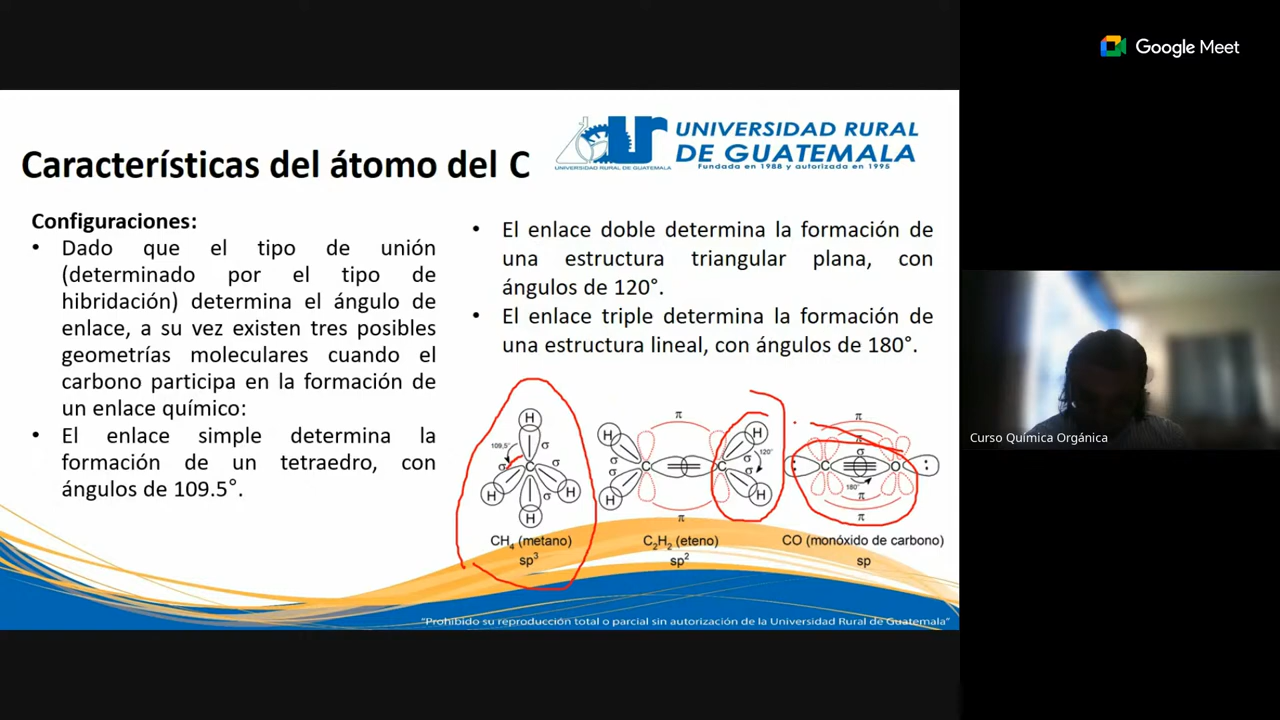 Google Meet
UNIVERSIDAD RURAL
DE GUATEMALA
Fundada en 1988 y autorizada en 1995
UNIVERSIDAD RURAL DE GUATEMALA
Características del átomo del C
Configuraciones:
• Dado que el tipo de unión
(determinado por el tipo de
hibridación) determina el ángulo de
enlace, a su vez existen tres posibles
geometrías moleculares cuando el
carbono participa en la formación de
un enlace químico:
• El enlace simple determina la
formación de un tetraedro, con
ángulos de 109.5°.
• El enlace doble determina la formación de
una estructura triangular plana, con
ángulos de 120°.
• El enlace triple determina la formación de
una estructura lineal, con ángulos de 180°.
H
109,5°
σ
σ C σ
H σ H
H
CH₄ (metano)
sp³
π
H H
σ σ 120°
C C
σ σ
H H
π
C₂H₂ (eteno)
sp²
π
π
σ
C O
180°
π
π
CO (monóxido de carbono)
sp
"Prohibido su reproducción total o parcial sin autorización de la Universidad Rural de Guatemala"
Curso Química Orgánica